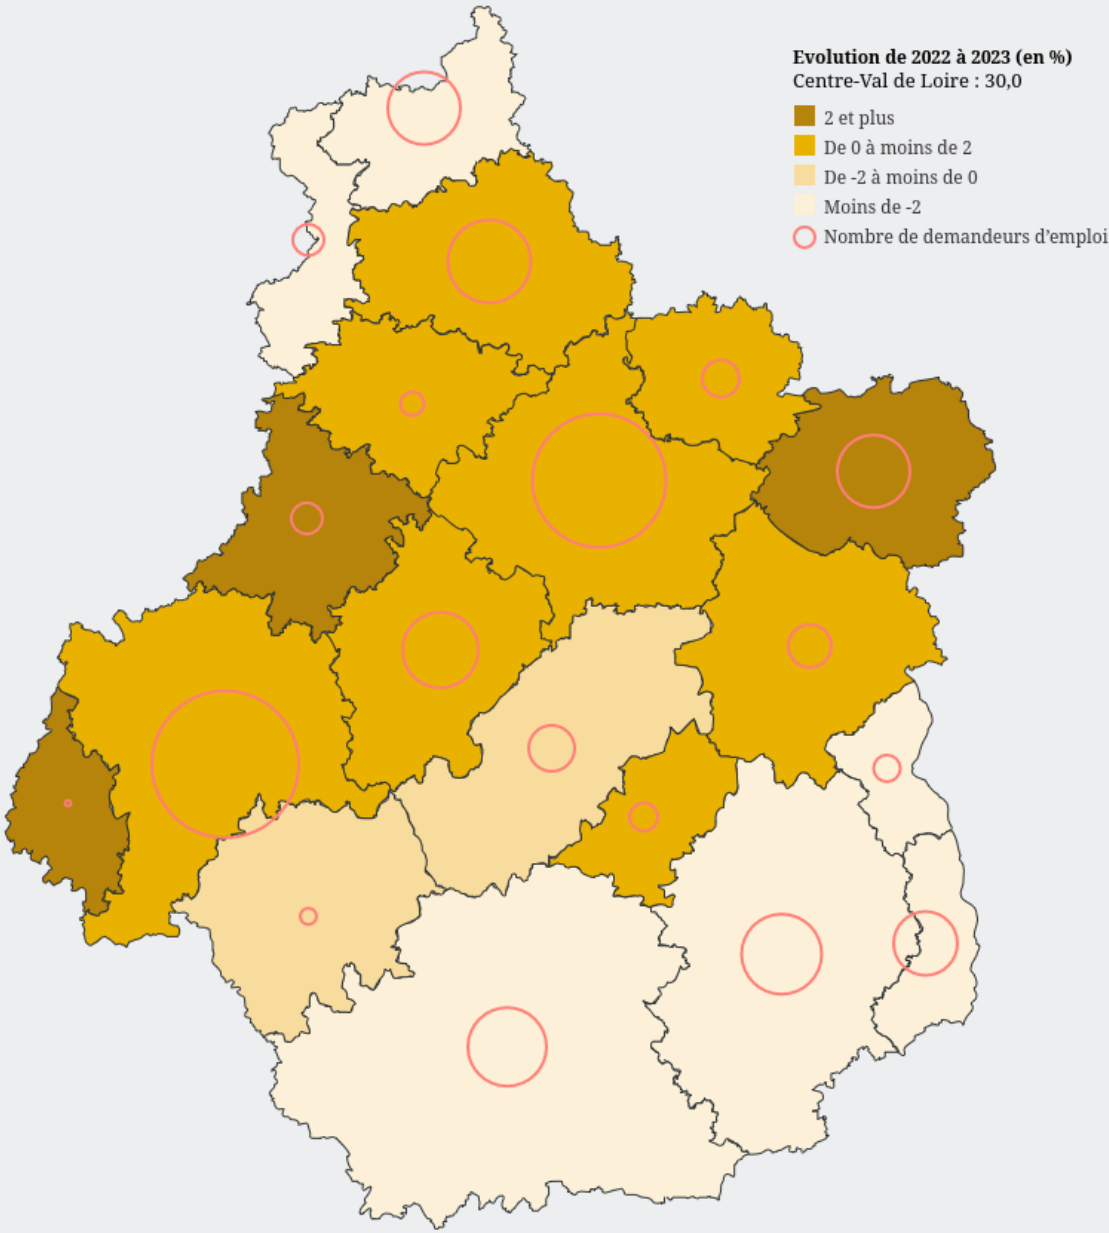 Evolution de 2022 à 2023 (en %)
Centre-Val de Loire : 30,0
2 et plus
De 0 à moins de 2
De -2 à moins de 0
Moins de -2
Nombre de demandeurs d'emploi